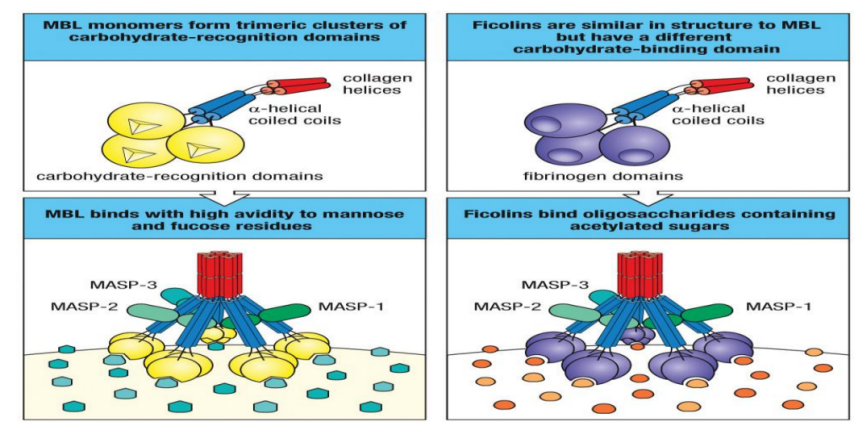 MBL monomers form trimeric clusters of
carbohydrate-recognition domains
collagen
helices
α-helical
coiled coils
carbohydrate-recognition domains
Ficolins are similar in structure to MBL
but have a different
carbohydrate-binding domain
collagen
helices
α-helical
coiled coils
fibrinogen domains
MBL binds with high avidity to mannose
and fucose residues
MASP-3
MASP-2
MASP-1
Ficolins bind oligosaccharides containing
acetylated sugars
MASP-3
MASP-2
MASP-1